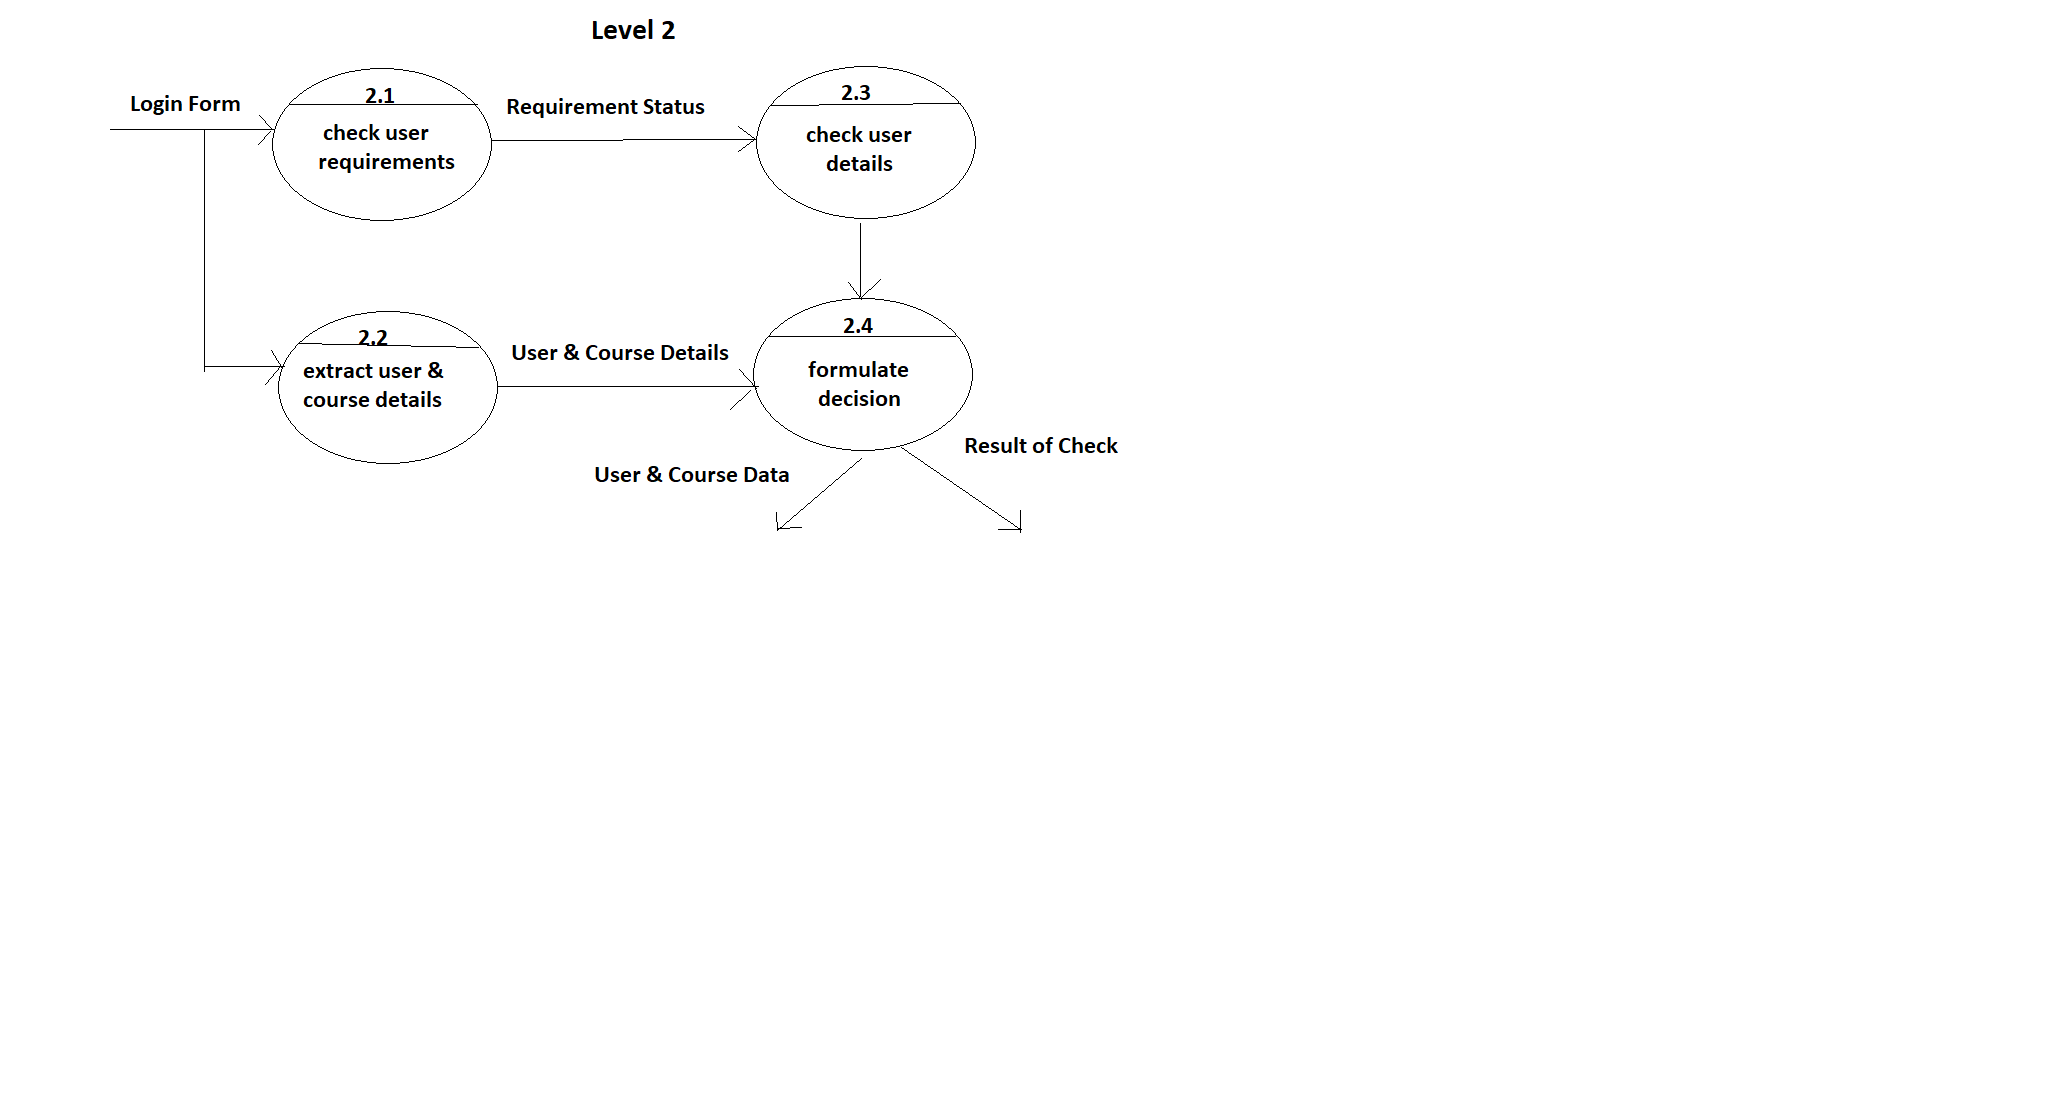 Level 2
Login Form
2.1
check user
requirements
Requirement Status
2.3
check user
details
2.2
extract user &
course details
User & Course Details
2.4
formulate
decision
User & Course Data
Result of Check